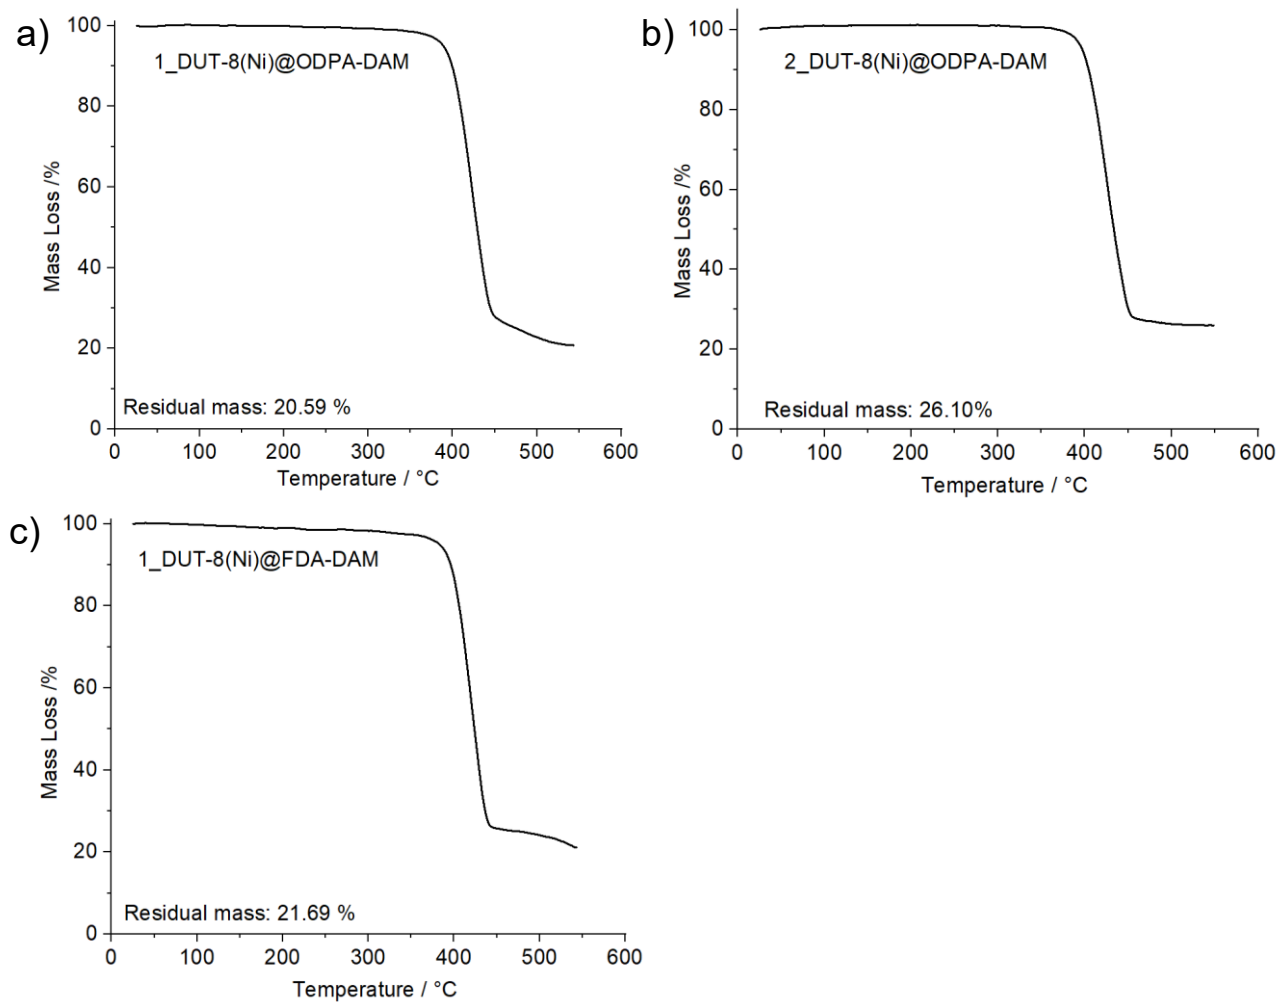 a)
1_DUT-8(Ni)@ODPA-DAM
100
80
60
40
20
0
Mass Loss /%
Residual mass: 20.59 %
0 100 200 300 400 500 600
Temperature / °C
b)
2_DUT-8(Ni)@ODPA-DAM
100
80
60
40
20
0
Mass Loss /%
Residual mass: 26.10%
0 100 200 300 400 500 600
Temperature / °C
c)
1_DUT-8(Ni)@FDA-DAM
100
80
60
40
20
0
Mass Loss /%
Residual mass: 21.69 %
0 100 200 300 400 500 600
Temperature / °C